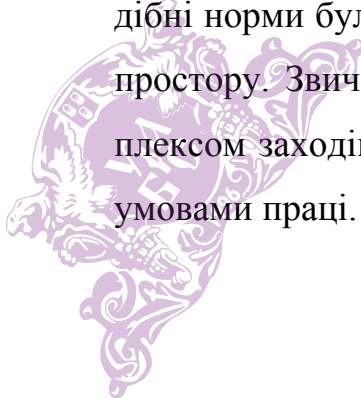 дібні норми бул
простору. Звич
плексом заході
умовами праці.